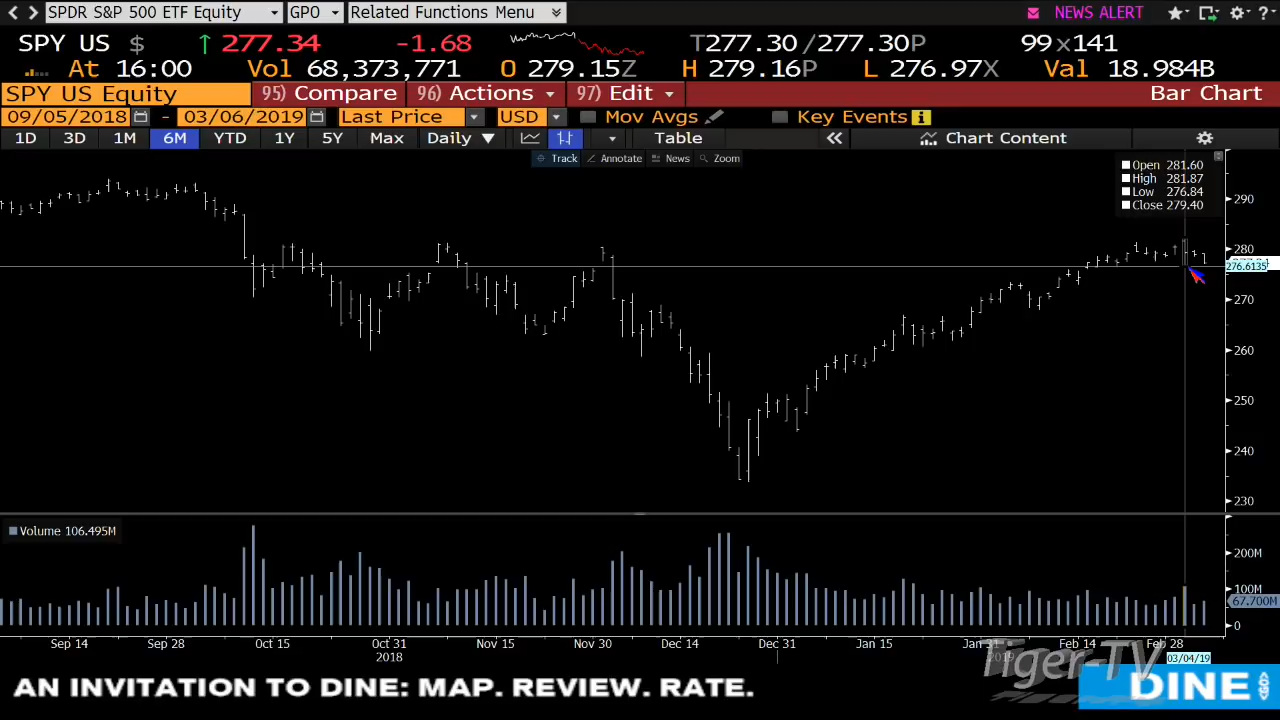 SPDR S&P 500 ETF Equity GPO Related Functions Menu NEWS ALERT
SPY US $ ↑ 277.34 -1.68 T277.30 /277.30P 99 x141
At 16:00 Vol 68,373,771 O 279.15Z H 279.16P L 276.97X Val 18.984B
SPY US Equity 95) Compare 96) Actions 97) Edit Bar Chart
09/05/2018 - 03/06/2019 Last Price USD Mov Avgs Key Events
1D 3D 1M 6M YTD 1Y 5Y Max Daily ▼ Table « Chart Content
Track Annotate News Zoom
Open 281.60
High 281.87
Low 276.84
Close 279.40
290
280
276.6135
270
260
250
240
230
Volume 106.495M
200M
100M
67.700M
0
Sep 14 Sep 28 Oct 15 Oct 31 Nov 15 Nov 30 Dec 14 Dec 31 Jan 15 Jan 31 Feb 14 Feb 28
2018 2019 03/04/19
Tiger-TV
AN INVITATION TO DINE: MAP. REVIEW. RATE. DINE